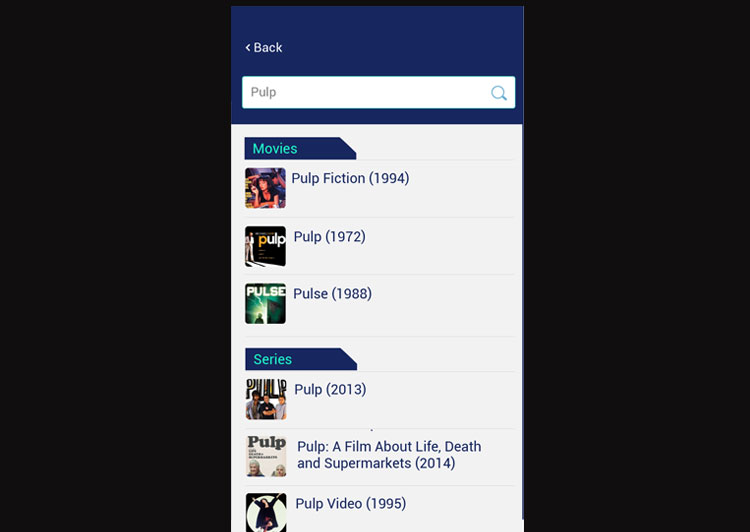 < Back
Pulp
Movies
Pulp Fiction (1994)
pulp
Pulp (1972)
PULSE
Pulse (1988)
Series
PULP
Pulp (2013)
Pulp
Pulp: A Film About Life, Death
and Supermarkets (2014)
Pulp Video (1995)